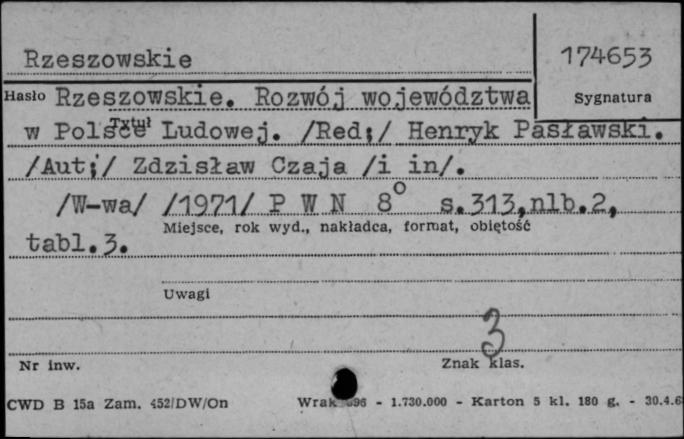 Rzeszowskie
174653
Hasło Rzeszowskie. Rozwój województwa
Sygnatura
Tytuł
w Polsce Ludowej. /Red:/ Henryk Pasławski.
/Aut:/ Zdzisław Czaja /i in/.
/W-wa/ /1971/ P W N 8° s.313,nlb.2,
Miejsce, rok wyd., nakładca, format, objętość
tabl.3.
Uwagi
3
Nr inw.
Znak klas.
CWD B 15a Zam. 452/DW/On
- 1.730.000 - Karton 5 kl. 180 g. - 30.4.6